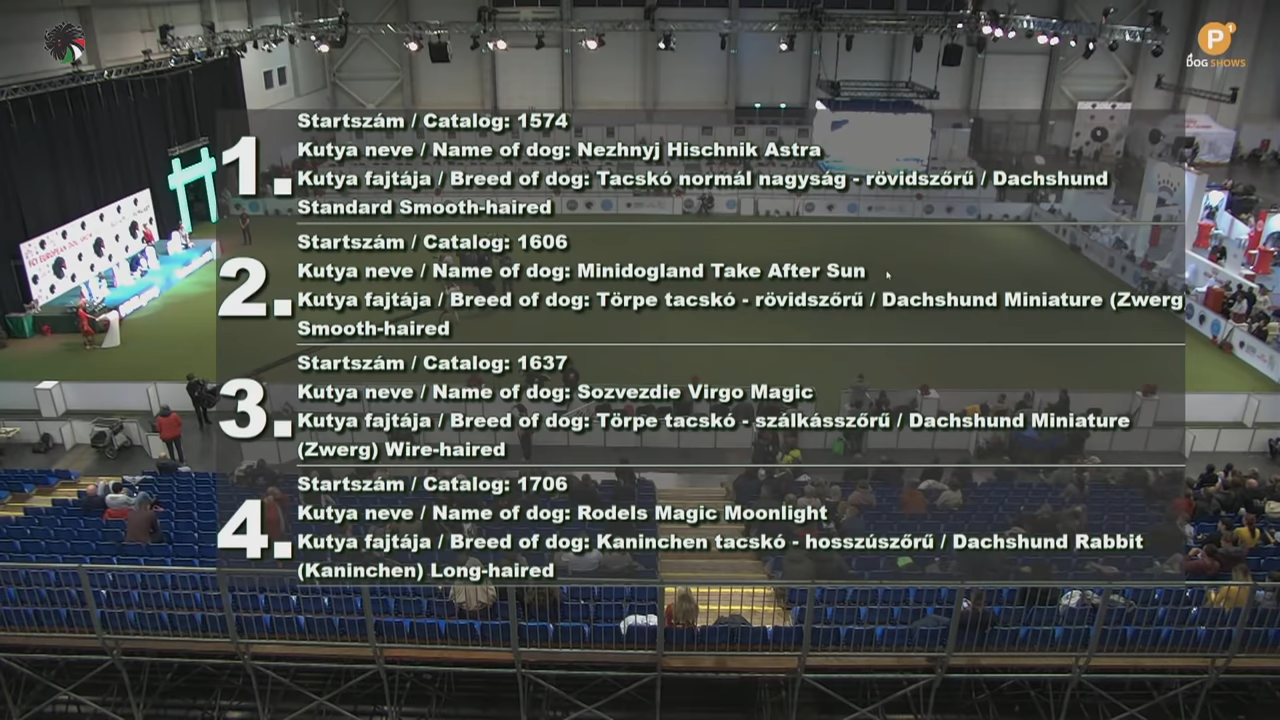 P1
DOG SHOWS
FCI EUROPEAN DOG SHOW
1.
Startszám / Catalog: 1574
Kutya neve / Name of dog: Nezhnyj Hischnik Astra
Kutya fajtája / Breed of dog: Tacskó normál nagyság - rövidszőrű / Dachshund
Standard Smooth-haired
2.
Startszám / Catalog: 1606
Kutya neve / Name of dog: Minidogland Take After Sun
Kutya fajtája / Breed of dog: Törpe tacskó - rövidszőrű / Dachshund Miniature (Zwerg
Smooth-haired
3.
Startszám / Catalog: 1637
Kutya neve / Name of dog: Sozvezdie Virgo Magic
Kutya fajtája / Breed of dog: Törpe tacskó - szálkásszőrű / Dachshund Miniature
(Zwerg) Wire-haired
4.
Startszám / Catalog: 1706
Kutya neve / Name of dog: Rodels Magic Moonlight
Kutya fajtája / Breed of dog: Kaninchen tacskó - hosszúszőrű / Dachshund Rabbit
(Kaninchen) Long-haired